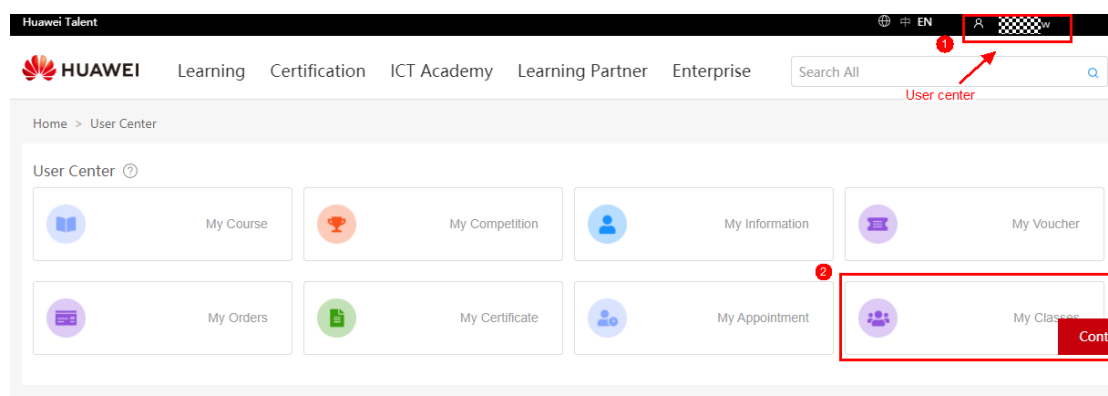 Huawei Talent 中 EN w
1
HUAWEI Learning Certification ICT Academy Learning Partner Enterprise Search All
User center
Home > User Center
User Center ?
My Course My Competition My Information My Voucher
2
My Orders My Certificate My Appointment My Classes
Cont